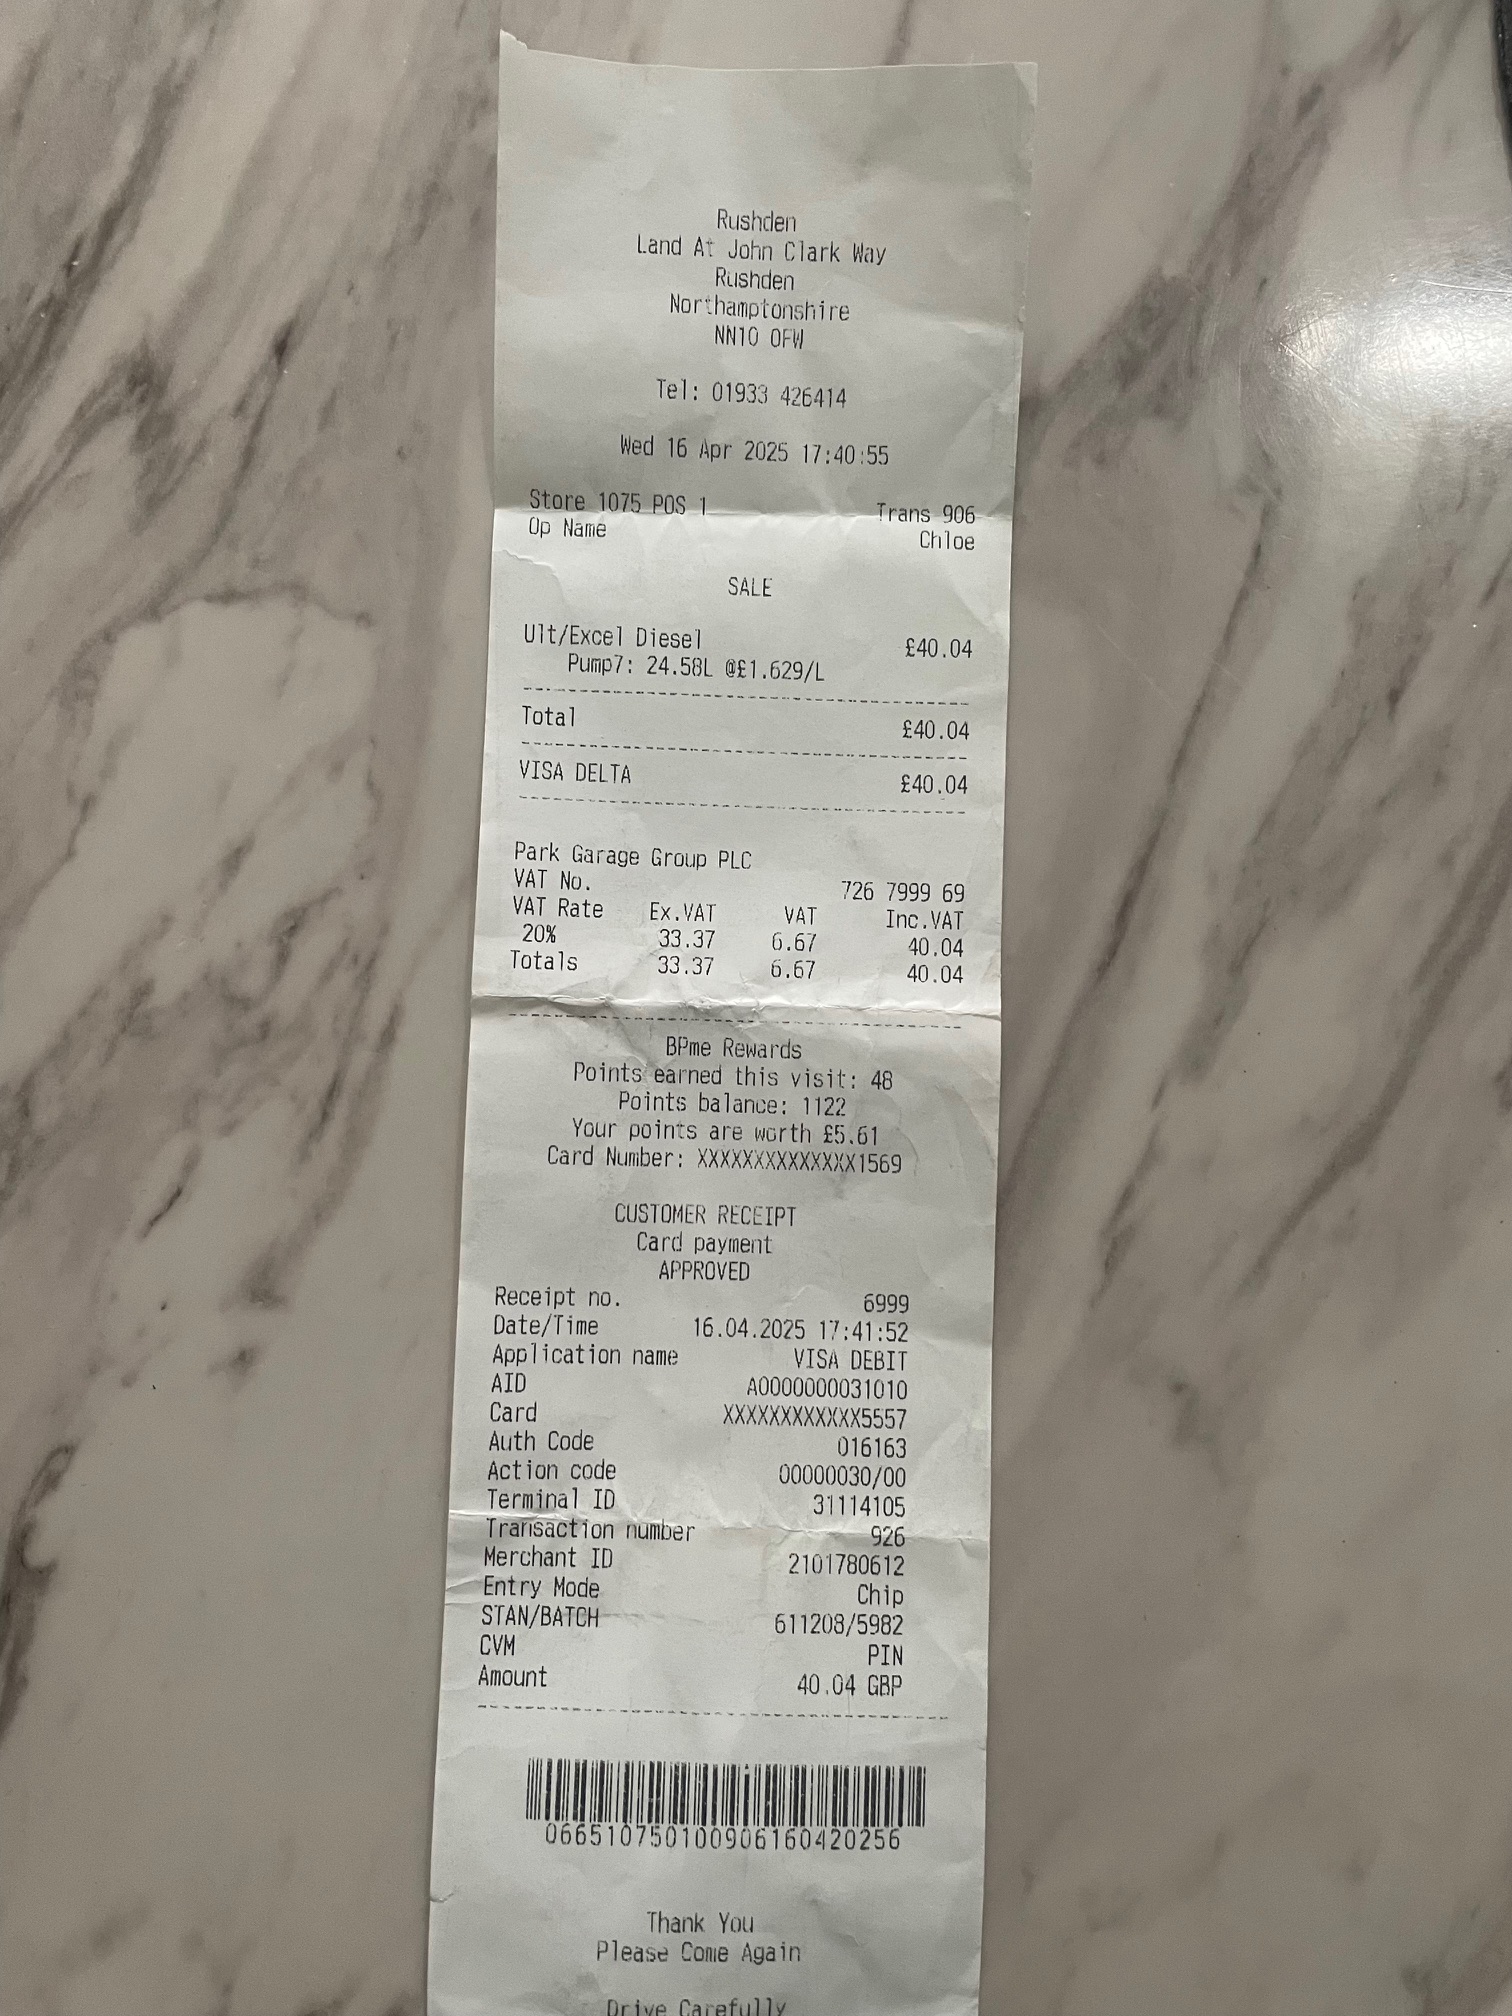 Rushden
Land At John Clark Way
Rushden
Northamptonshire
NN10 0FW
Tel: 01933 426414
Wed 16 Apr 2025 17:40:55
Store 1075 POS 1 Trans 906
Op Name Chloe
SALE
Ult/Excel Diesel £40.04
Pump7: 24.58L @£1.629/L
Total £40.04
VISA DELTA £40.04
Park Garage Group PLC
VAT No. 726 7999 69
VAT Rate Ex.VAT VAT Inc.VAT
20% 33.37 6.67 40.04
Totals 33.37 6.67 40.04
BPme Rewards
Points earned this visit: 48
Points balance: 1122
Your points are worth £5.61
Card Number: XXXXXXXXXXXXXX1569
CUSTOMER RECEIPT
Card payment
APPROVED
Receipt no. 6999
Date/Time 16.04.2025 17:41:52
Application name VISA DEBIT
AID A0000000031010
Card XXXXXXXXXXXX5557
Auth Code 016163
Action code 00000030/00
Terminal ID 31114105
Transaction number 926
Merchant ID 2101780612
Entry Mode Chip
STAN/BATCH 611208/5982
CVM PIN
Amount 40.04 GBP
066510750100906160420256
Thank You
Please Come Again
Drive Carefully